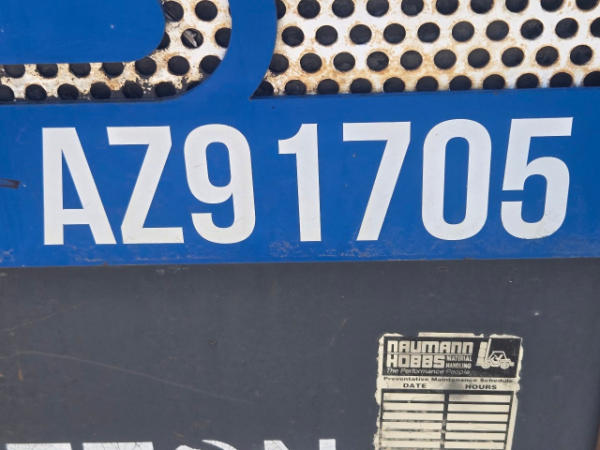 AZ91705
NAUMANN
HOBBS MATERIAL HANDLING
The Performance People
Preventative Maintenance Schedule
DATE HOURS